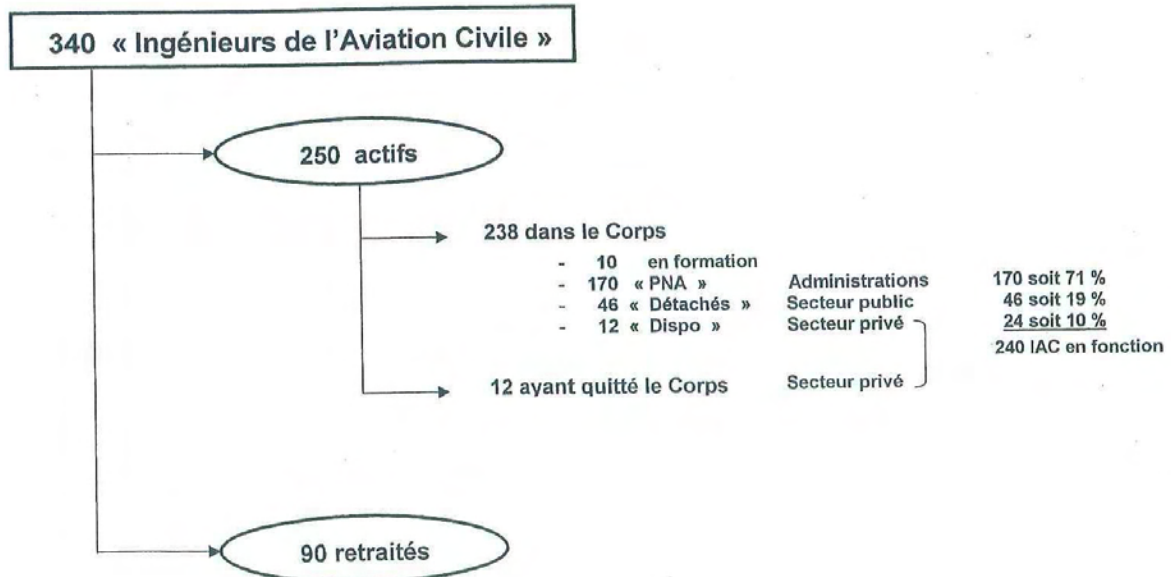 340 « Ingénieurs de l'Aviation Civile »
250 actifs
238 dans le Corps
- 10 en formation
- 170 « PNA » Administrations 170 soit 71 %
- 46 « Détachés » Secteur public 46 soit 19 %
- 12 « Dispo » Secteur privé 24 soit 10 %
240 IAC en fonction
12 ayant quitté le Corps Secteur privé
90 retraités